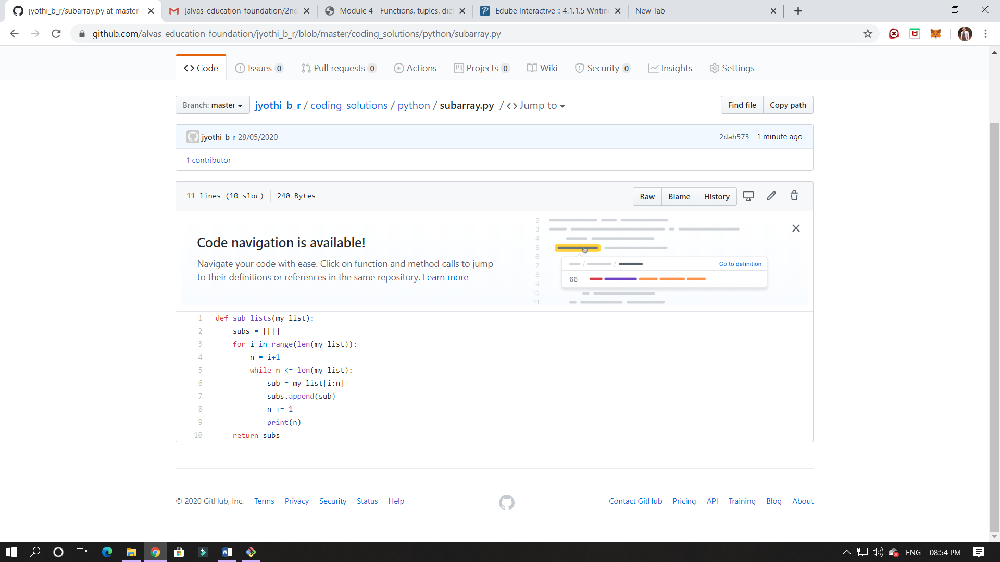 jyothi_b_r/subarray.py at master
[alvas-education-foundation/2nd
Module 4 - Functions, tuples, dict
Edube Interactive :: 4.1.1.5 Writing
New Tab
github.com/alvas-education-foundation/jyothi_b_r/blob/master/coding_solutions/python/subarray.py
<> Code
Issues 0
Pull requests 0
Actions
Projects 0
Wiki
Security 0
Insights
Settings
Branch: master
jyothi_b_r / coding_solutions / python / subarray.py / <> Jump to
Find file
Copy path
jyothi_b_r 28/05/2020
2dab573 1 minute ago
1 contributor
11 lines (10 sloc) 240 Bytes
Raw
Blame
History
Code navigation is available!
Navigate your code with ease. Click on function and method calls to jump
to their definitions or references in the same repository. Learn more
2
3
4
5
6
7
8
9
10
11
/ /
Go to definition
66
1 def sub_lists(my_list):
2 subs = [[]]
3 for i in range(len(my_list)):
4 n = i+1
5 while n <= len(my_list):
6 sub = my_list[i:n]
7 subs.append(sub)
8 n += 1
9 print(n)
10 return subs
© 2020 GitHub, Inc.
Terms
Privacy
Security
Status
Help
Contact GitHub
Pricing
API
Training
Blog
About
ENG
08:54 PM